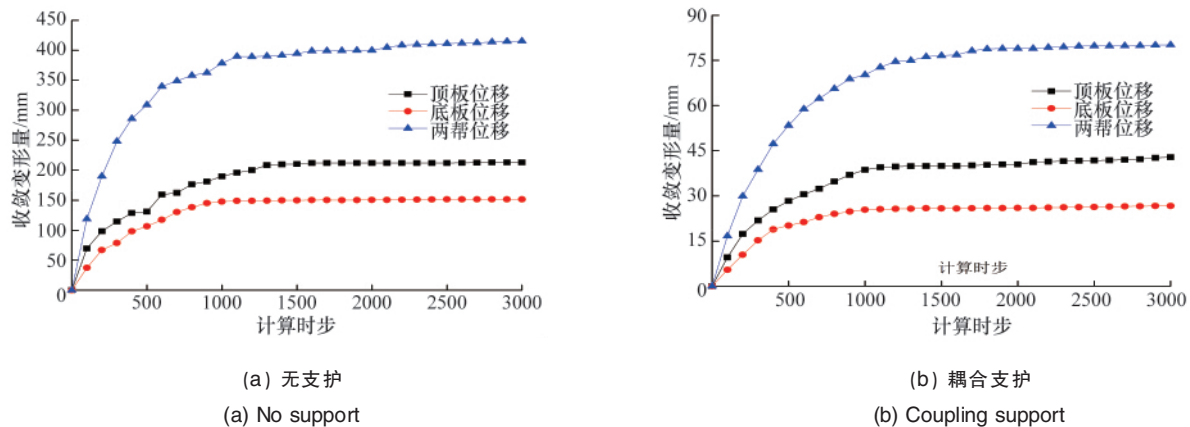 450
400
350
300
250
200
150
100
50
0
收敛变形量/mm
顶板位移
底板位移
两帮位移
500 1000 1500 2000 2500 3000
计算时步
(a) 无支护
(a) No support
90
75
60
45
30
15
0
收敛变形量/mm
顶板位移
底板位移
两帮位移
计算时步
500 1000 1500 2000 2500 3000
计算时步
(b) 耦合支护
(b) Coupling support